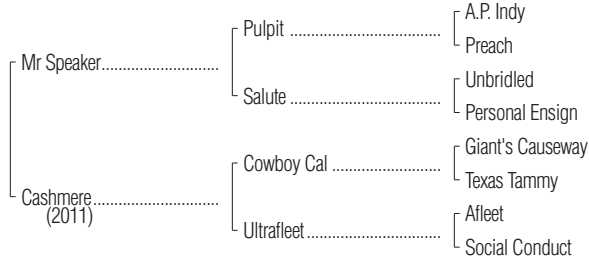 A.P. Indy
Pulpit
Preach
Mr Speaker
Unbridled
Salute
Personal Ensign
Giant's Causeway
Cowboy Cal
Texas Tammy
Cashmere
(2011)
Afleet
Ultrafleet
Social Conduct